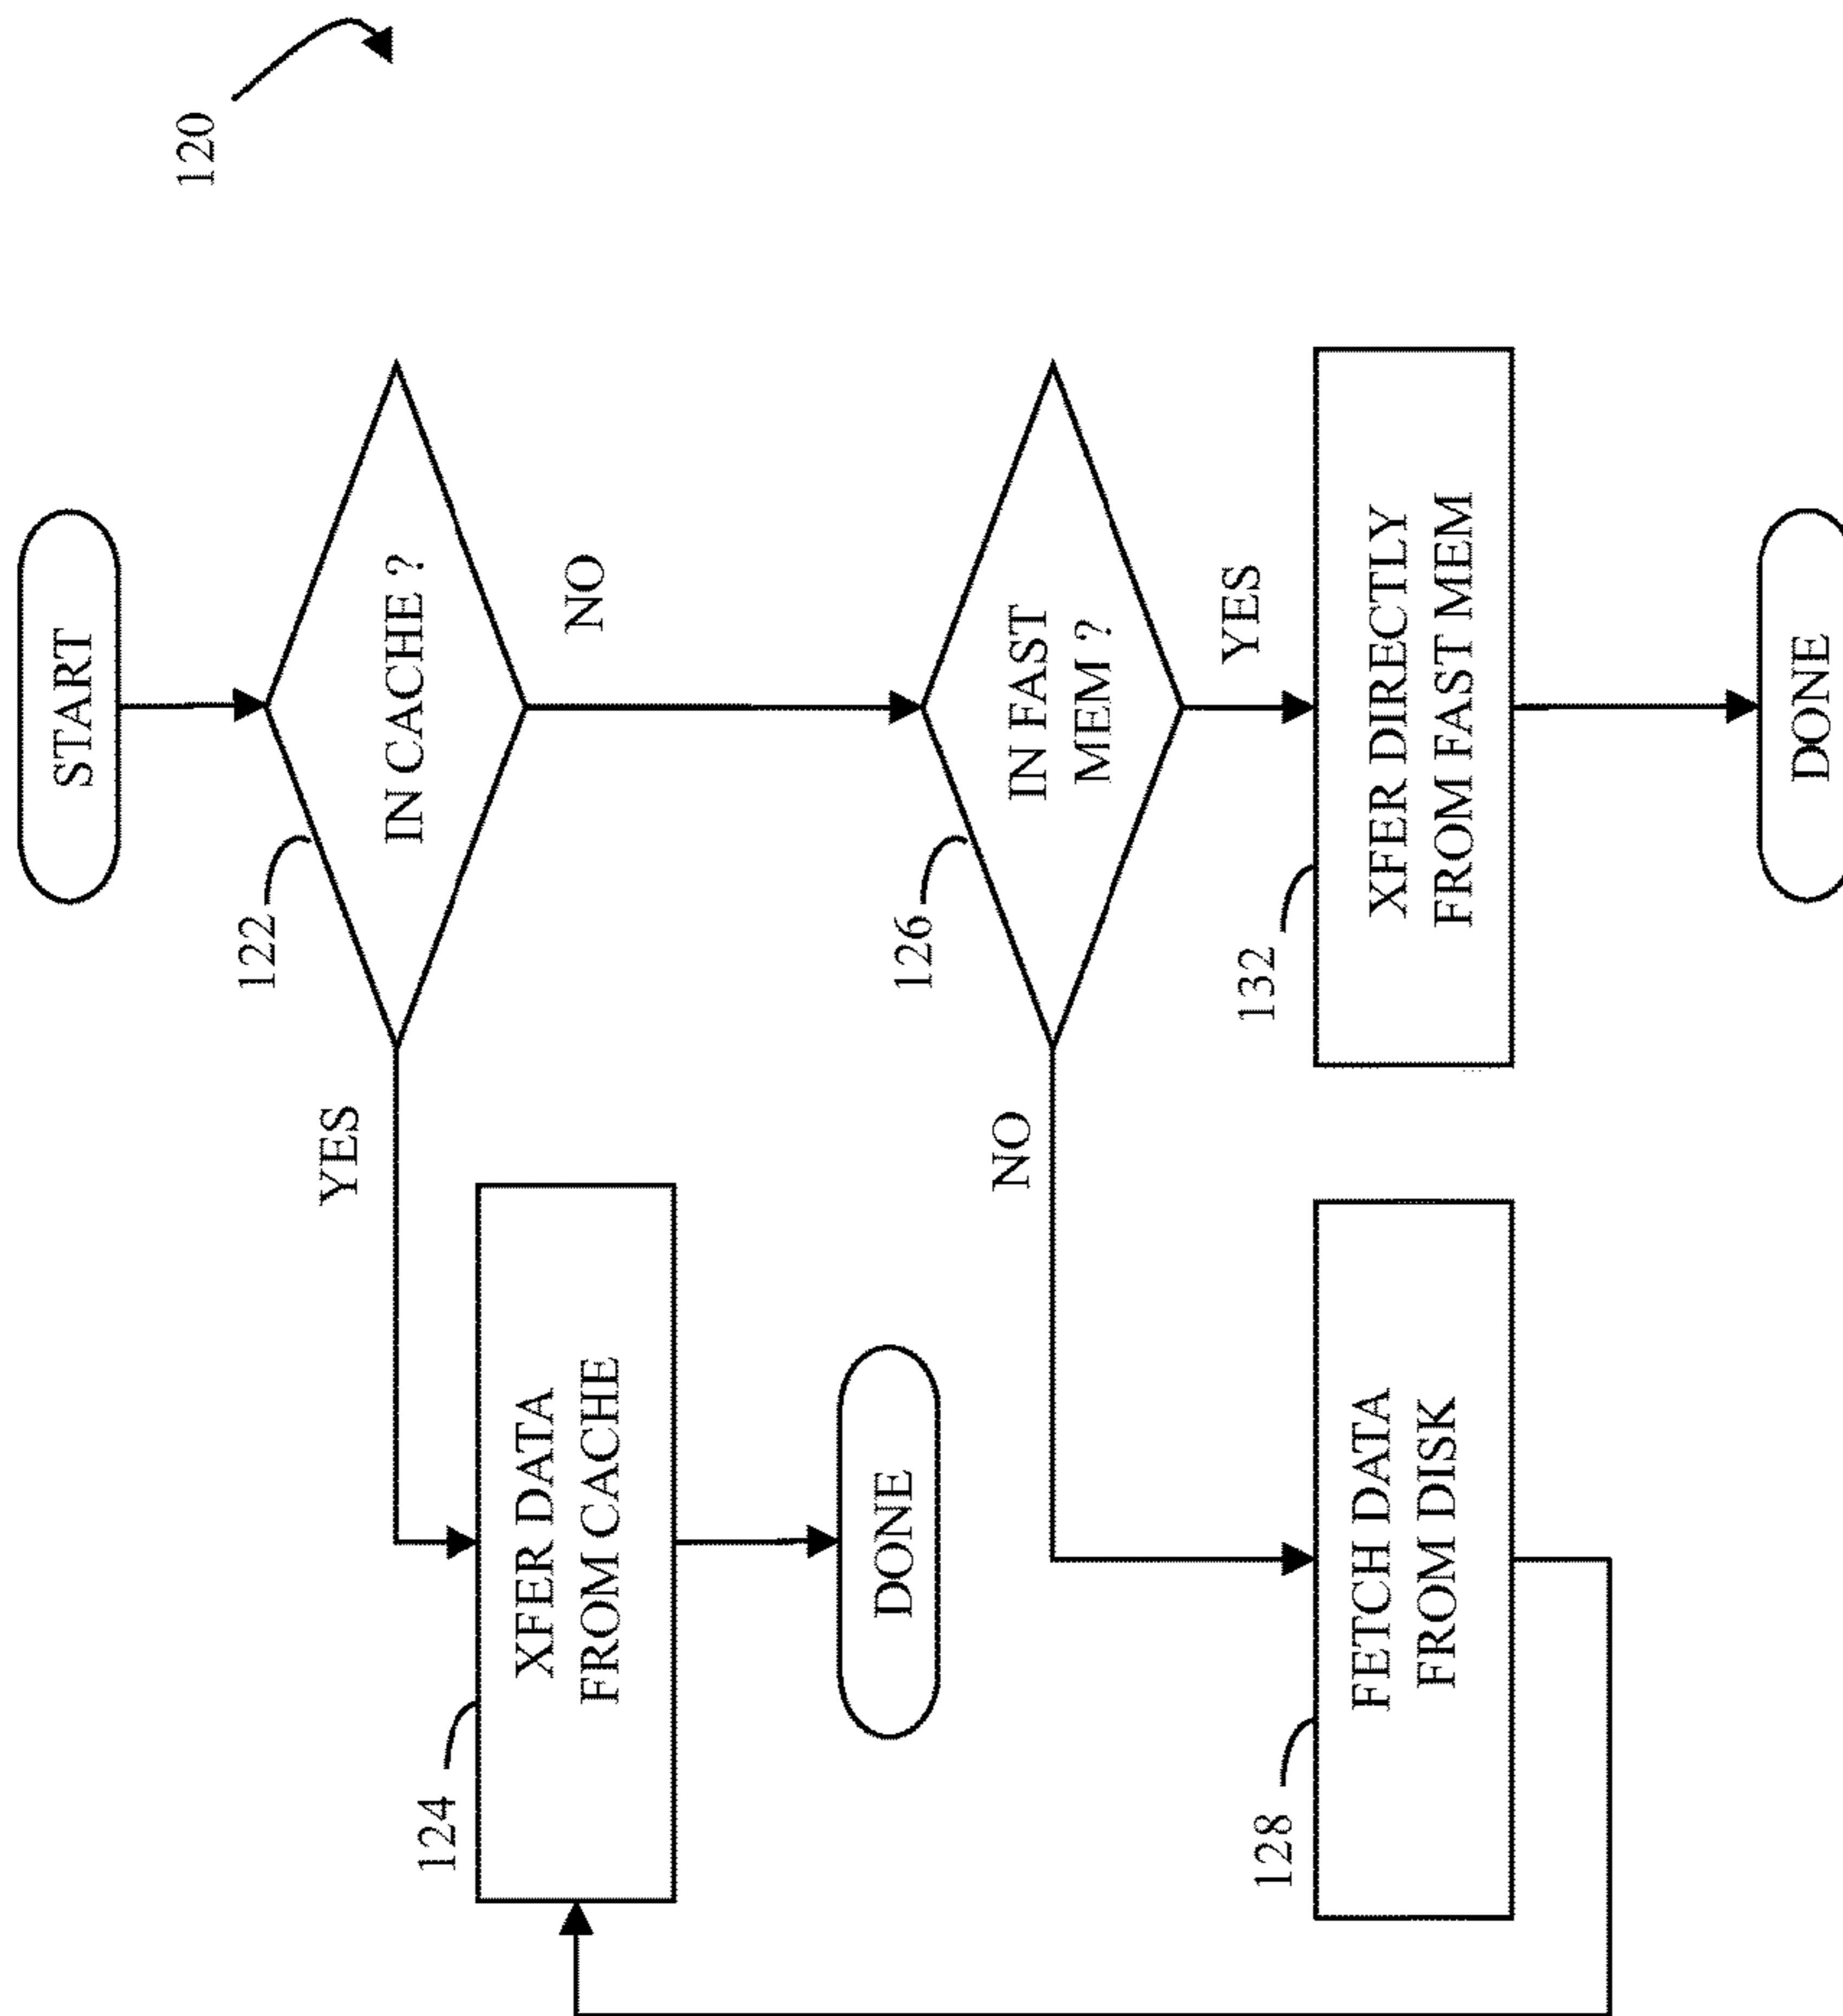 120
START
122
IN CACHE ?
YES
NO
124
XFER DATA
FROM CACHE
DONE
126
IN FAST
MEM ?
NO
YES
128
FETCH DATA
FROM DISK
132
XFER DIRECTLY
FROM FAST MEM
DONE